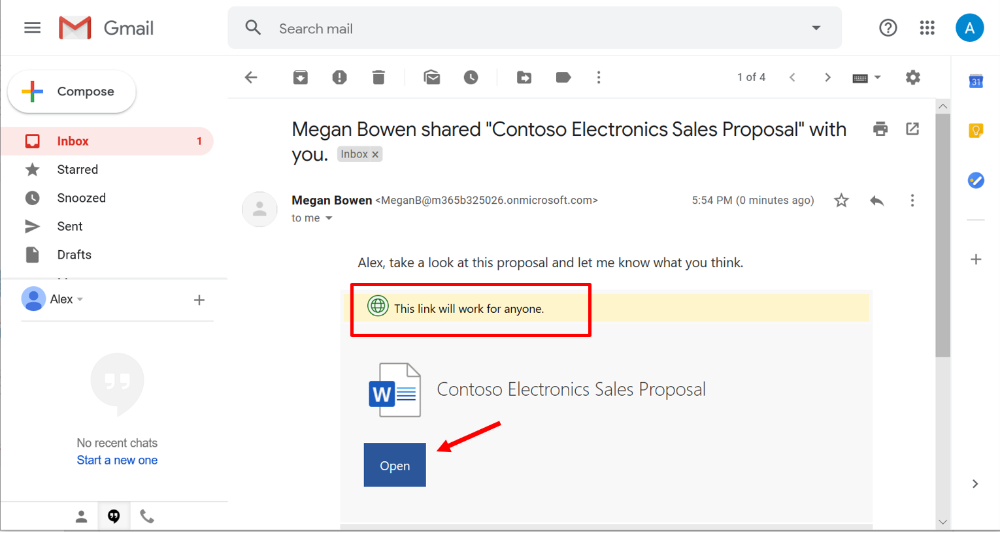 Gmail
Search mail
A
Compose
1 of 4
31
Inbox 1
Starred
Snoozed
Sent
Drafts
Alex
No recent chats
Start a new one
Megan Bowen shared "Contoso Electronics Sales Proposal" with
you. Inbox x
Megan Bowen <MeganB@m365b325026.onmicrosoft.com> 5:54 PM (0 minutes ago)
to me
Alex, take a look at this proposal and let me know what you think.
This link will work for anyone.
W
Contoso Electronics Sales Proposal
Open